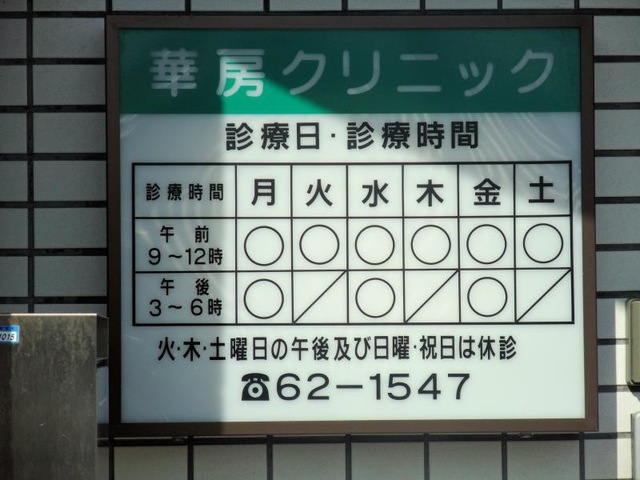 華房クリニック
診療日・診療時間
診療時間 月 火 水 木 金 土
午前 ○ ○ ○ ○ ○ ○
9～12時
午後 ○ ／ ○ ／ ○ ／
3～6時
火・木・土曜日の午後及び日曜・祝日は休診
☎62－1547
1015